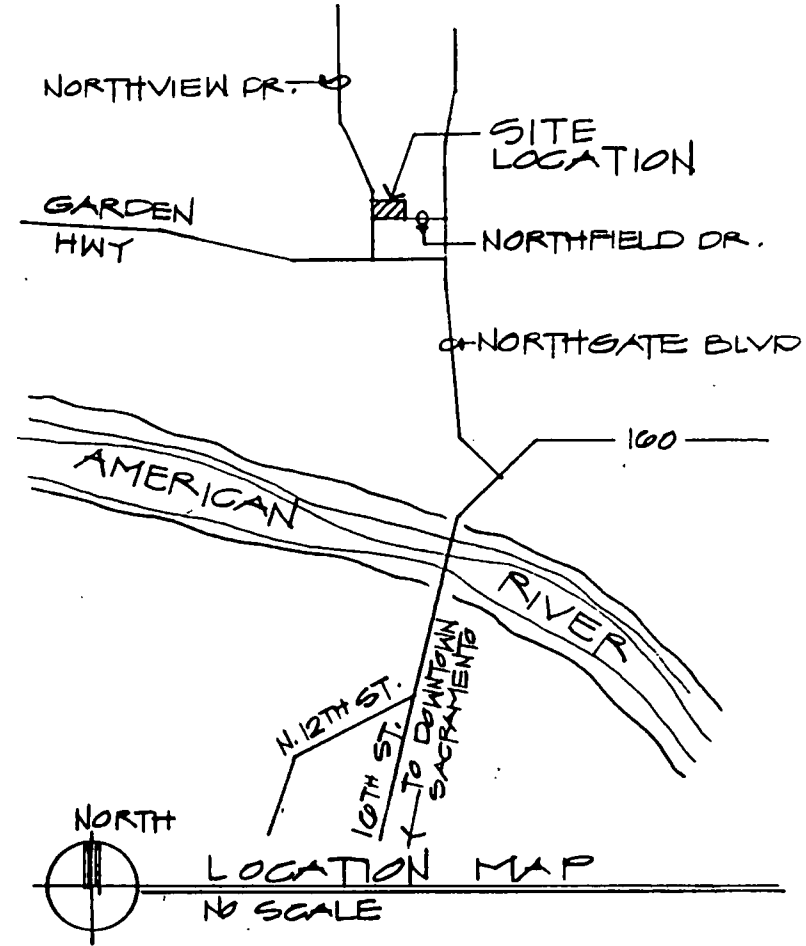 NORTHVIEW DR.
SITE
LOCATION
GARDEN
HWY
NORTHFIELD DR.
NORTHGATE BLVD
160
AMERICAN
RIVER
N. 12TH ST.
16TH ST.
TO DOWNTOWN
SACRAMENTO
NORTH
LOCATION MAP
NO SCALE